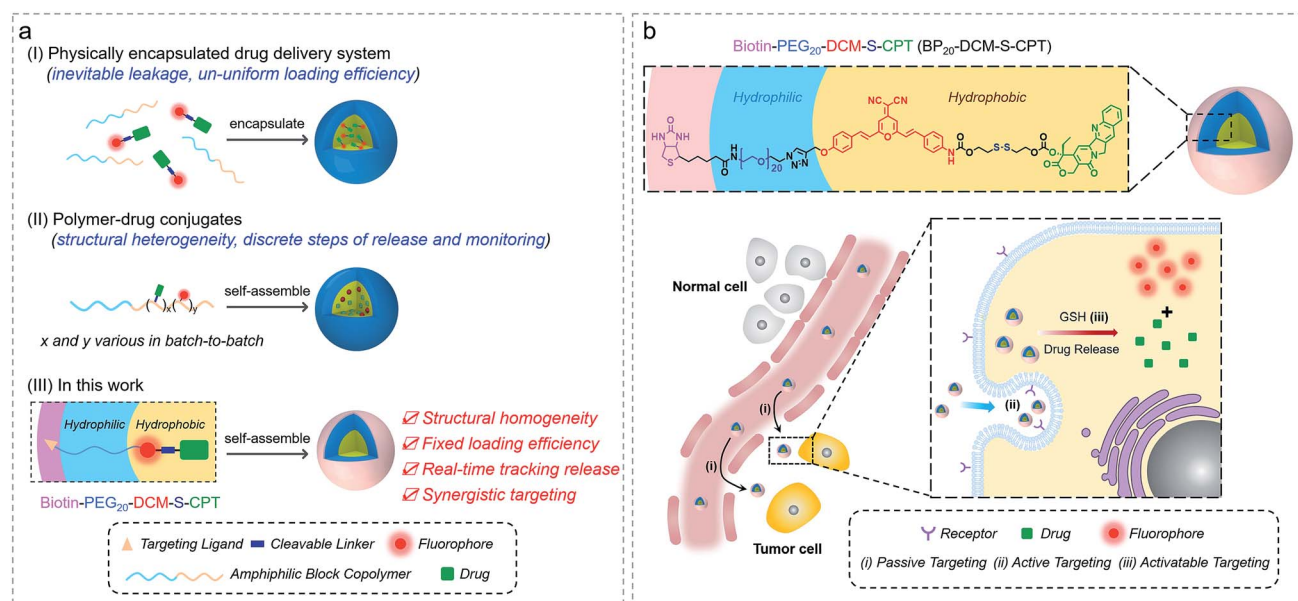 a
(I) Physically encapsulated drug delivery system
(inevitable leakage, un-uniform loading efficiency)
encapsulate
(II) Polymer-drug conjugates
(structural heterogeneity, discrete steps of release and monitoring)
( )x ( )y
self-assemble
x and y various in batch-to-batch
(III) In this work
Hydrophilic
Hydrophobic
self-assemble
☑ Structural homogeneity
☑ Fixed loading efficiency
☑ Real-time tracking release
☑ Synergistic targeting
Biotin-PEG20-DCM-S-CPT
Targeting Ligand
Cleavable Linker
Fluorophore
Amphiphilic Block Copolymer
Drug
b
Biotin-PEG20-DCM-S-CPT (BP20-DCM-S-CPT)
Hydrophilic
Hydrophobic
NC CN
O
HN NH
S
O
H
N
O
20
N
N=N
O
O
N
H
O
O
S-S
O
O
O
O
O
N
N
O
Normal cell
(i)
(i)
Tumor cell
GSH (iii)
Drug Release
+
(ii)
Receptor
Drug
Fluorophore
(i) Passive Targeting (ii) Active Targeting (iii) Activatable Targeting